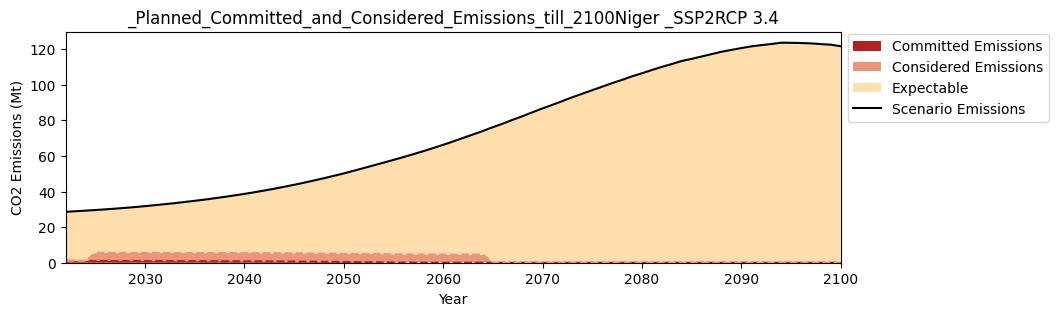 _Planned_Committed_and_Considered_Emissions_till_2100Niger _SSP2RCP 3.4
CO2 Emissions (Mt)
120
100
80
60
40
20
0
2030 2040 2050 2060 2070 2080 2090 2100
Year
Committed Emissions
Considered Emissions
Expectable
Scenario Emissions